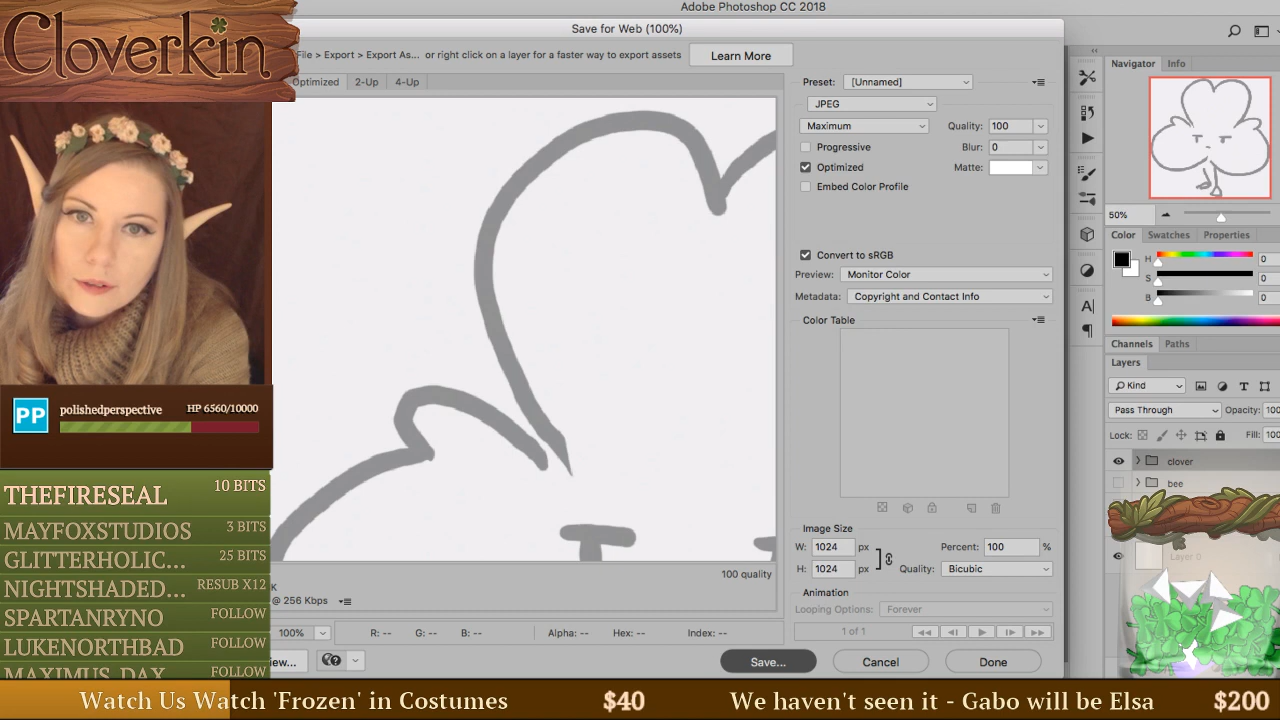 Adobe Photoshop CC 2018
Cloverkin
Save for Web (100%)
File > Export > Export As... or right click on a layer for a faster way to export assets
Learn More
Optimized 2-Up 4-Up
Preset: [Unnamed]
JPEG
Maximum Quality: 100
Progressive Blur: 0
Optimized Matte:
Embed Color Profile
Convert to sRGB
Preview: Monitor Color
Metadata: Copyright and Contact Info
Color Table
Image Size
W: 1024 px Percent: 100 %
H: 1024 px Quality: Bicubic
Animation
Looping Options: Forever
1 of 1
100 quality
K
@ 256 Kbps
100% R: -- G: -- B: -- Alpha: -- Hex: -- Index: --
Save... Cancel Done
Navigator Info
50%
Color Swatches Properties
H 0
S 0
B 0
Channels Paths
Layers
Kind
Pass Through Opacity: 100
Lock: Fill: 100
clover
bee
Layer 0
PP
polishedperspective HP 6560/10000
THEFIRESEAL 10 BITS
MAYFOXSTUDIOS 3 BITS
GLITTERHOLIC... 25 BITS
NIGHTSHADED... RESUB X12
SPARTANRYNO FOLLOW
LUKENORTHBAD FOLLOW
MAXIMUS_DAX FOLLOW
Watch Us Watch 'Frozen' in Costumes $40 We haven't seen it - Gabo will be Elsa $200